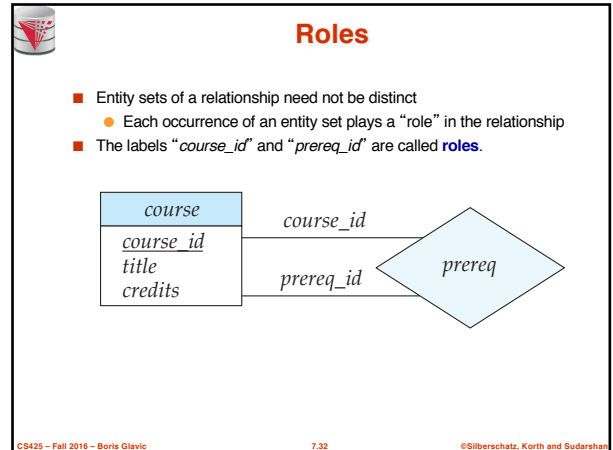 Roles
Entity sets of a relationship need not be distinct
Each occurrence of an entity set plays a “role” in the relationship
The labels “course_id” and “prereq_id” are called roles.
course
course_id
title
credits
course_id
prereq_id
prereq
CS425 – Fall 2016 – Boris Glavic 7.32 ©Silberschatz, Korth and Sudarshan